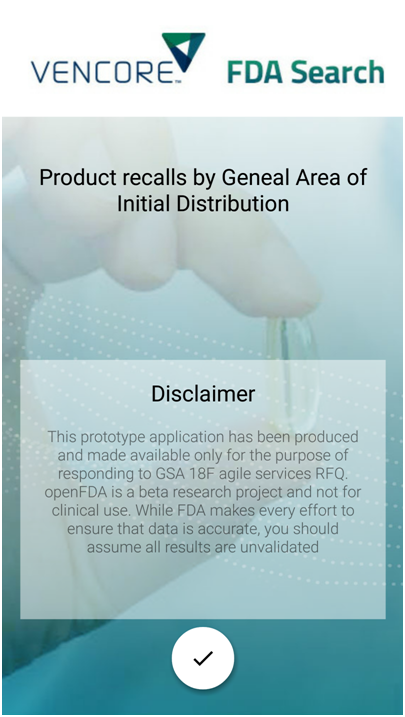 VENCORE™ FDA Search
Product recalls by Geneal Area of
Initial Distribution
Disclaimer
This prototype application has been produced
and made available only for the purpose of
responding to GSA 18F agile services RFQ.
openFDA is a beta research project and not for
clinical use. While FDA makes every effort to
ensure that data is accurate, you should
assume all results are unvalidated